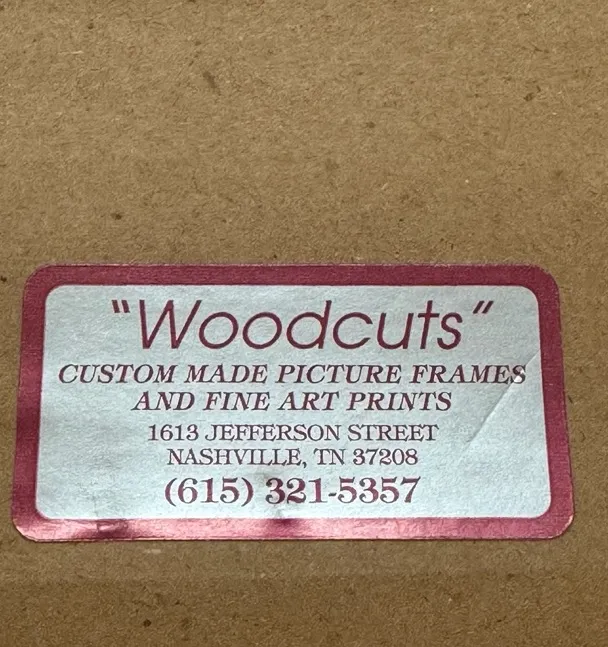 "Woodcuts"
CUSTOM MADE PICTURE FRAMES
AND FINE ART PRINTS
1613 JEFFERSON STREET
NASHVILLE, TN 37208
(615) 321-5357